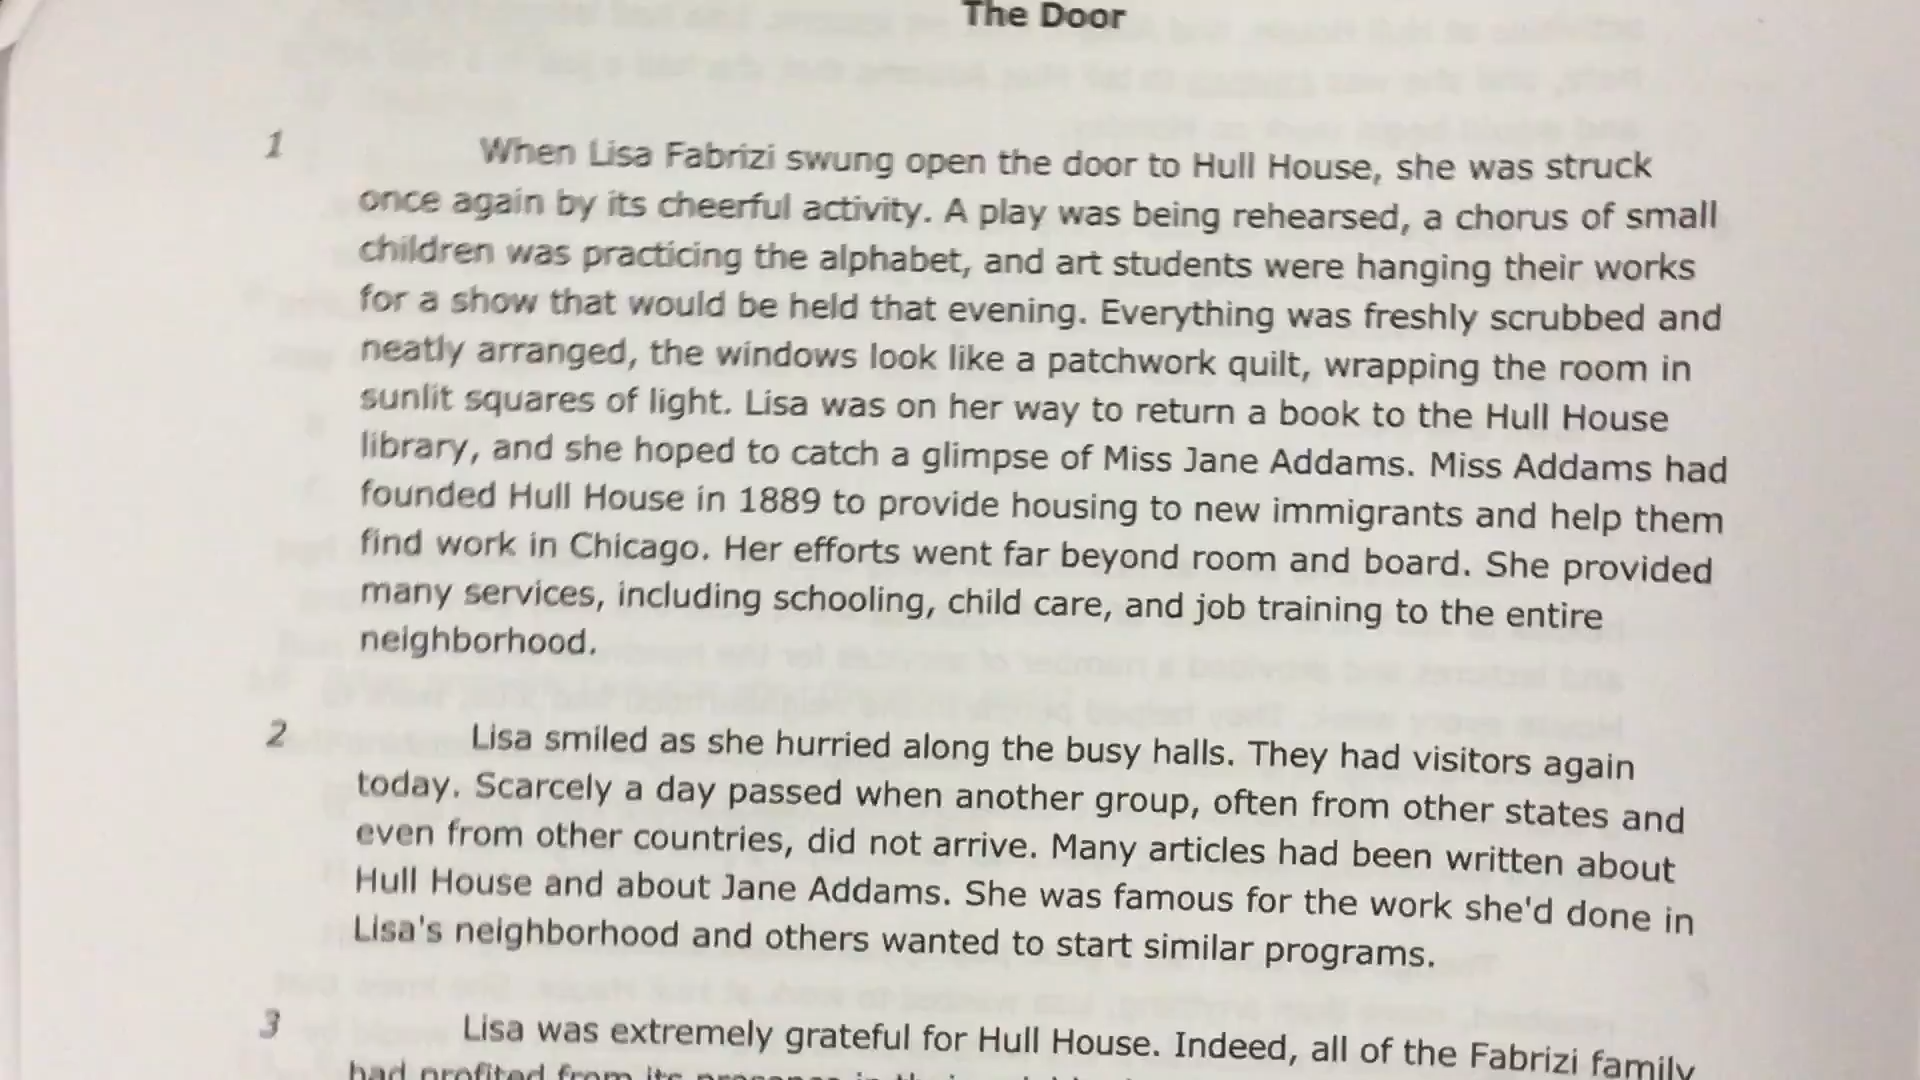 The Door
1 When Lisa Fabrizi swung open the door to Hull House, she was struck
once again by its cheerful activity. A play was being rehearsed, a chorus of small
children was practicing the alphabet, and art students were hanging their works
for a show that would be held that evening. Everything was freshly scrubbed and
neatly arranged, the windows look like a patchwork quilt, wrapping the room in
sunlit squares of light. Lisa was on her way to return a book to the Hull House
library, and she hoped to catch a glimpse of Miss Jane Addams. Miss Addams had
founded Hull House in 1889 to provide housing to new immigrants and help them
find work in Chicago. Her efforts went far beyond room and board. She provided
many services, including schooling, child care, and job training to the entire
neighborhood.
2 Lisa smiled as she hurried along the busy halls. They had visitors again
today. Scarcely a day passed when another group, often from other states and
even from other countries, did not arrive. Many articles had been written about
Hull House and about Jane Addams. She was famous for the work she'd done in
Lisa's neighborhood and others wanted to start similar programs.
3 Lisa was extremely grateful for Hull House. Indeed, all of the Fabrizi family
had profited from its presence in